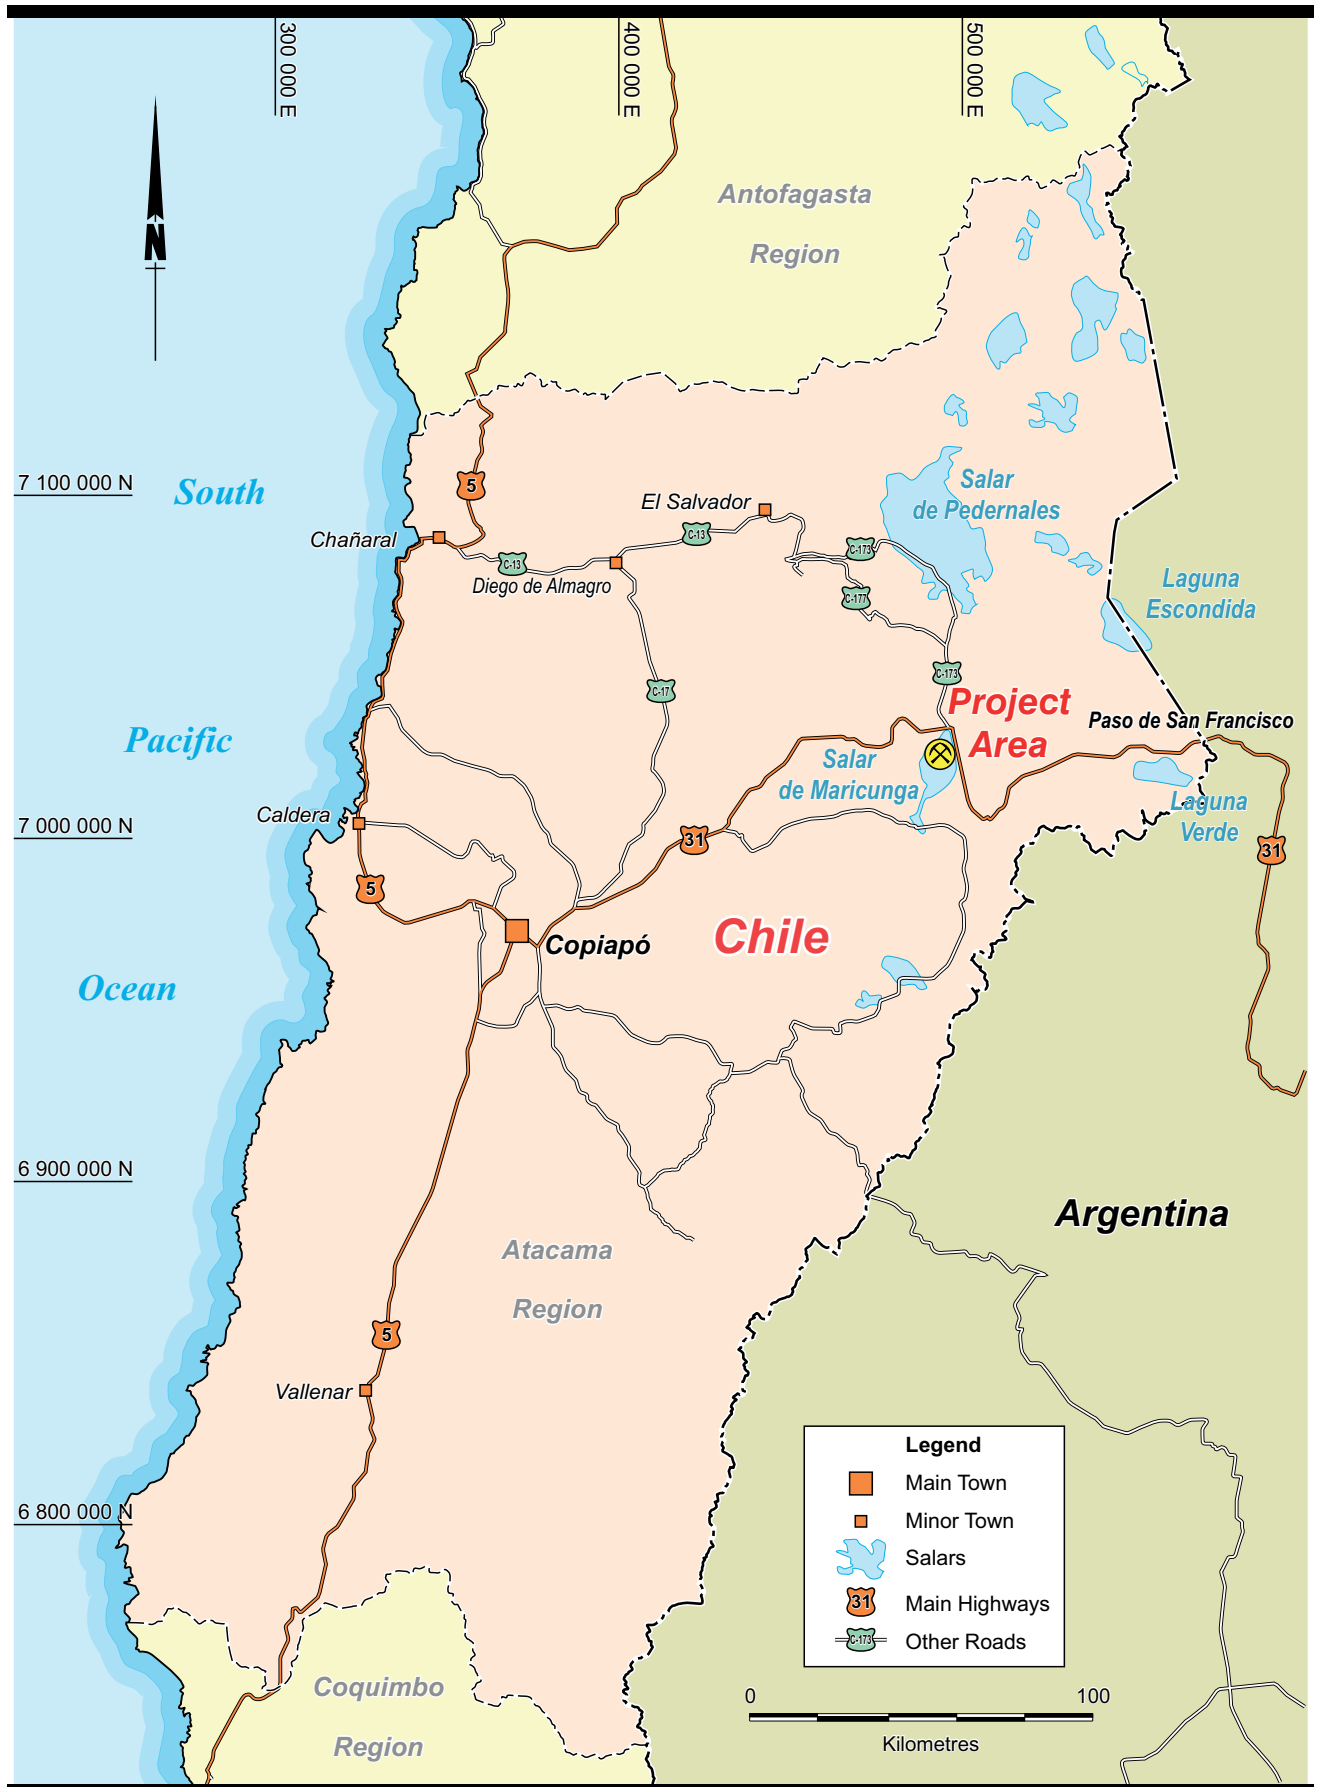 300 000 E
400 000 E
500 000 E
N
Antofagasta
Region
7 100 000 N
South
5
El Salvador
Salar
de Pedernales
Chañaral
C-13
C-13
C-173
Diego de Almagro
C-177
Laguna
Escondida
C-17
C-173
Project
Area
Paso de San Francisco
Pacific
Salar
de Maricunga
Laguna
Verde
Caldera
7 000 000 N
31
31
5
Copiapó
Chile
Ocean
6 900 000 N
Argentina
Atacama
Region
5
Vallenar
6 800 000 N
Legend
Main Town
Minor Town
Salars
31 Main Highways
C-173 Other Roads
Coquimbo
Region
0 100
Kilometres